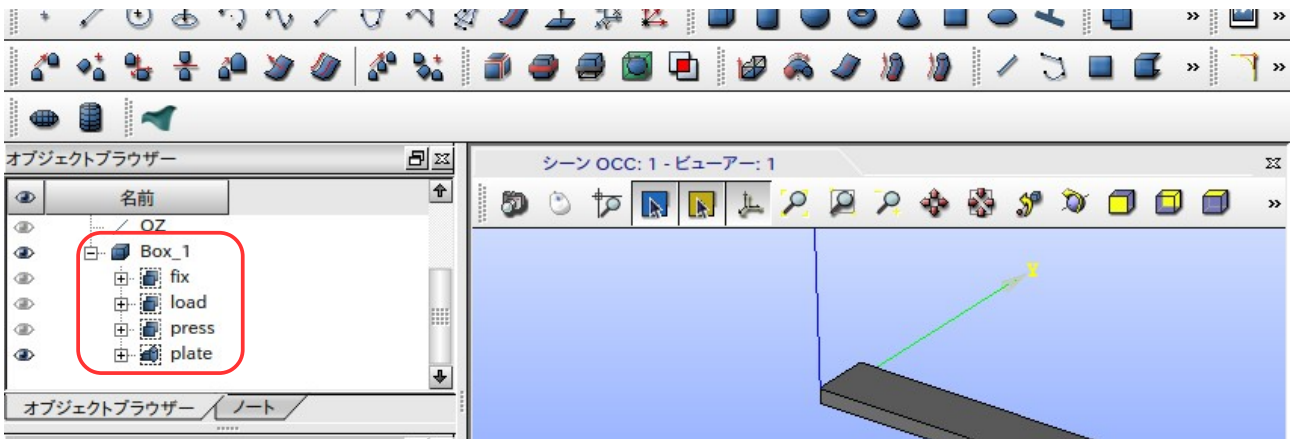 オブジェクトブラウザー
シーン OCC: 1 - ビューアー: 1
名前
OZ
Box_1
fix
load
press
plate
オブジェクトブラウザー
ノート
»
»
»
»
»